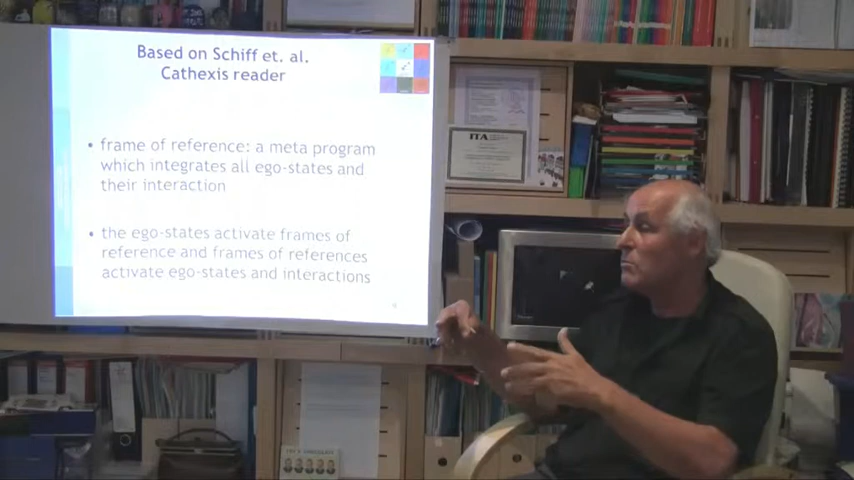 Based on Schiff et. al.
Cathexis reader
• frame of reference: a meta program
which integrates all ego-states and
their interaction
• the ego-states activate frames of
reference and frames of references
activate ego-states and interactions
ITA